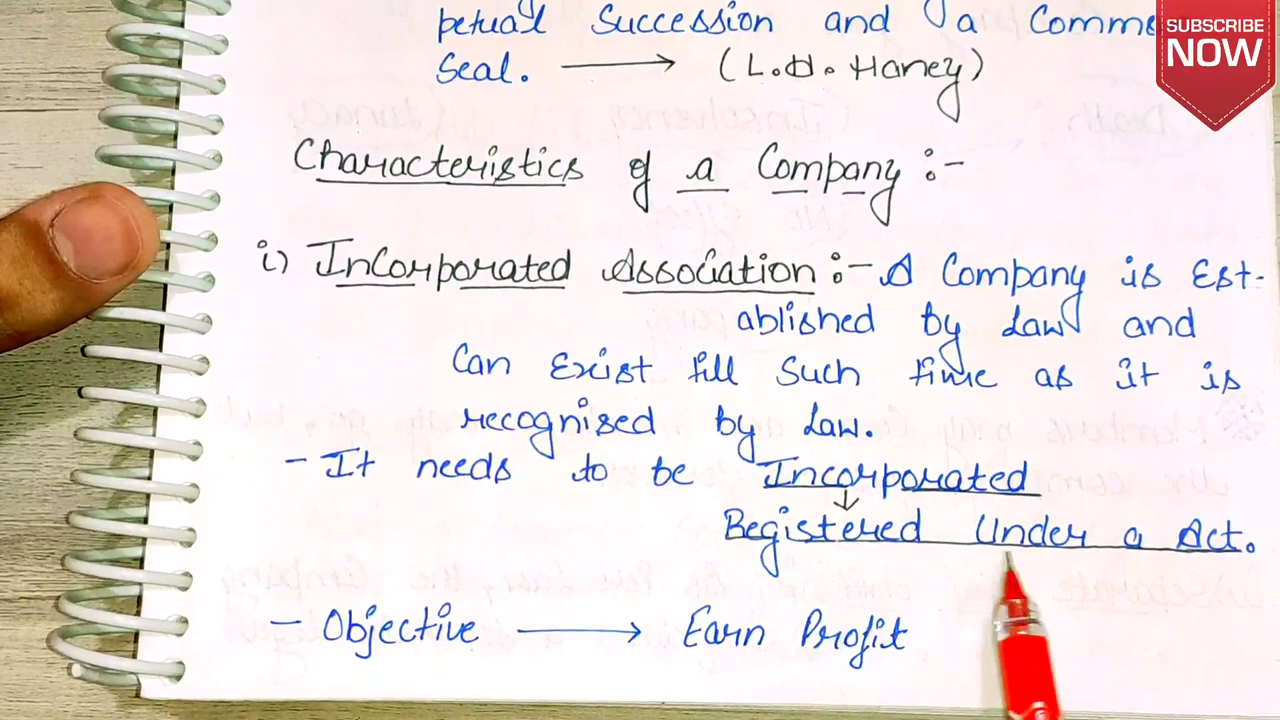 petual Succession and a Comm
Seal. → (L.H. Haney)
SUBSCRIBE
NOW
Characteristics of a Company :-
i) Incorporated Association :- A Company is Est-
ablished by Law and
Can Exist till Such time as it is
recognised by Law.
- It needs to be Incorporated
↓
Registered Under a Act.
- Objective → Earn Profit